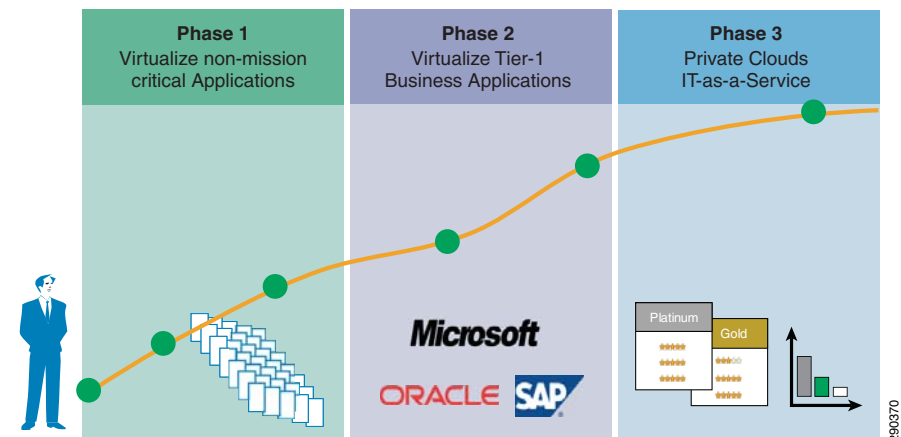 Phase 1
Virtualize non-mission
critical Applications
Phase 2
Virtualize Tier-1
Business Applications
Phase 3
Private Clouds
IT-as-a-Service
Microsoft
ORACLE
SAP
Platinum
Gold
290370